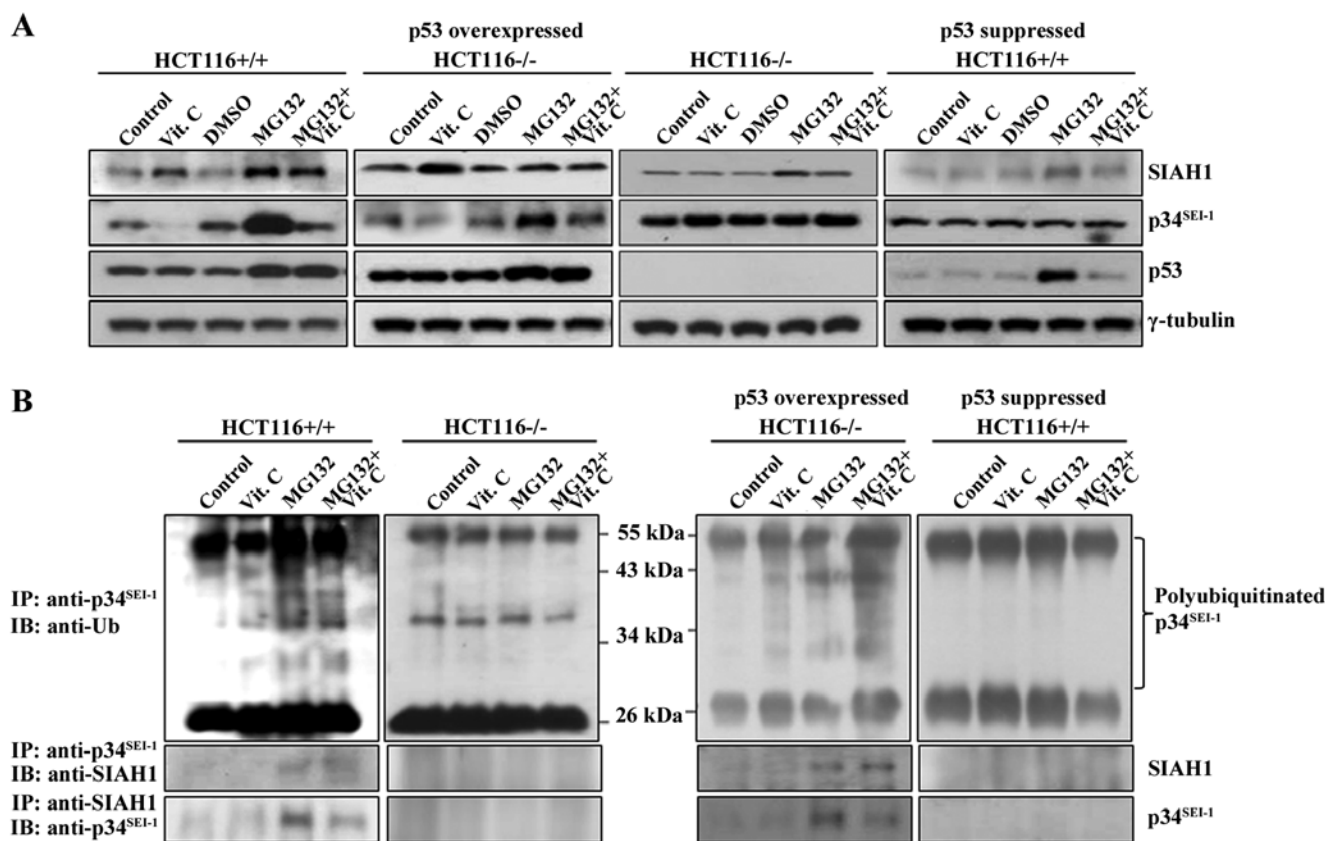 A
HCT116+/+
p53 overexpressed
HCT116-/-
HCT116-/-
p53 suppressed
HCT116+/+
Control Vit. C DMSO MG132 MG132+ Vit. C
Control Vit. C DMSO MG132 MG132+ Vit. C
Control Vit. C DMSO MG132 MG132+ Vit. C
Control Vit. C DMSO MG132 MG132+ Vit. C
SIAH1
p34SEI-1
p53
γ-tubulin
B
HCT116+/+
HCT116-/-
p53 overexpressed
HCT116-/-
p53 suppressed
HCT116+/+
Control Vit. C MG132 MG132+ Vit. C
Control Vit. C MG132 MG132+ Vit. C
Control Vit. C MG132 MG132+ Vit. C
Control Vit. C MG132 MG132+ Vit. C
IP: anti-p34SEI-1
IB: anti-Ub
55 kDa
43 kDa
34 kDa
26 kDa
Polyubiquitinated
p34SEI-1
IP: anti-p34SEI-1
IB: anti-SIAH1
SIAH1
IP: anti-SIAH1
IB: anti-p34SEI-1
p34SEI-1